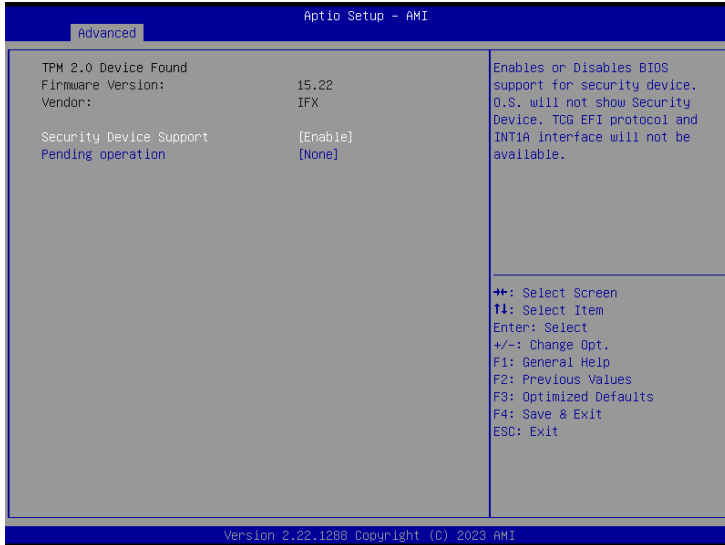 Aptio Setup - AMI
Advanced
TPM 2.0 Device Found
Firmware Version: 15.22
Vendor: IFX
Security Device Support [Enable]
Pending operation [None]
Enables or Disables BIOS
support for security device.
O.S. will not show Security
Device. TCG EFI protocol and
INT1A interface will not be
available.
→←: Select Screen
↑↓: Select Item
Enter: Select
+/-: Change Opt.
F1: General Help
F2: Previous Values
F3: Optimized Defaults
F4: Save & Exit
ESC: Exit
Version 2.22.1288 Copyright (C) 2023 AMI